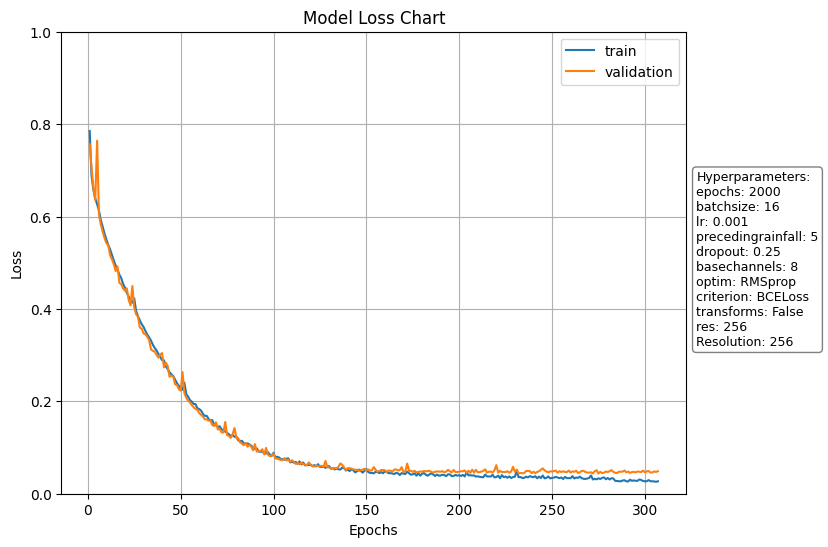 Model Loss Chart
1.0
0.8
0.6
0.4
0.2
0.0
Loss
0
50
100
150
200
250
300
Epochs
train
validation
Hyperparameters:
epochs: 2000
batchsize: 16
lr: 0.001
precedingrainfall: 5
dropout: 0.25
basechannels: 8
optim: RMSprop
criterion: BCELoss
transforms: False
res: 256
Resolution: 256